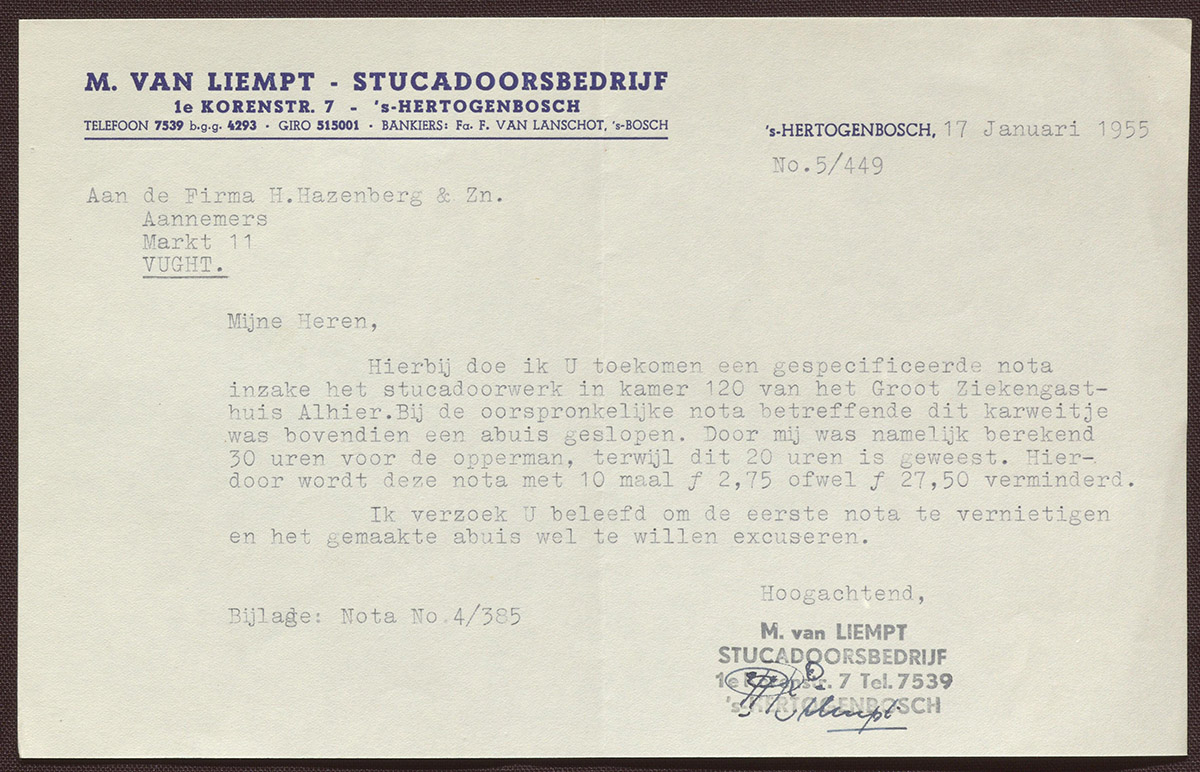 M. VAN LIEMPT - STUCADOORSBEDRIJF
1e KORENSTR. 7 - 's-HERTOGENBOSCH
TELEFOON 7539 b.g.g. 4293 · GIRO 515001 · BANKIERS: Fa. F. VAN LANSCHOT, 's-BOSCH
's-HERTOGENBOSCH, 17 Januari 1955
No.5/449
Aan de Firma H.Hazenberg & Zn.
Aannemers
Markt 11
VUGHT.
Mijne Heren,
Hierbij doe ik U toekomen een gespecificeerde nota
inzake het stucadoorwerk in kamer 120 van het Groot Ziekengast-
huis Alhier.Bij de oorspronkelijke nota betreffende dit karweitje
was bovendien een abuis geslopen. Door mij was namelijk berekend
30 uren voor de opperman, terwijl dit 20 uren is geweest. Hier-
door wordt deze nota met 10 maal ƒ 2,75 ofwel ƒ 27,50 verminderd.
Ik verzoek U beleefd om de eerste nota te vernietigen
en het gemaakte abuis wel te willen excuseren.
Hoogachtend,
Bijlage: Nota No.4/385
M. van LIEMPT
STUCADOORSBEDRIJF
1e Korenstr. 7 Tel. 7539
's-HERTOGENBOSCH